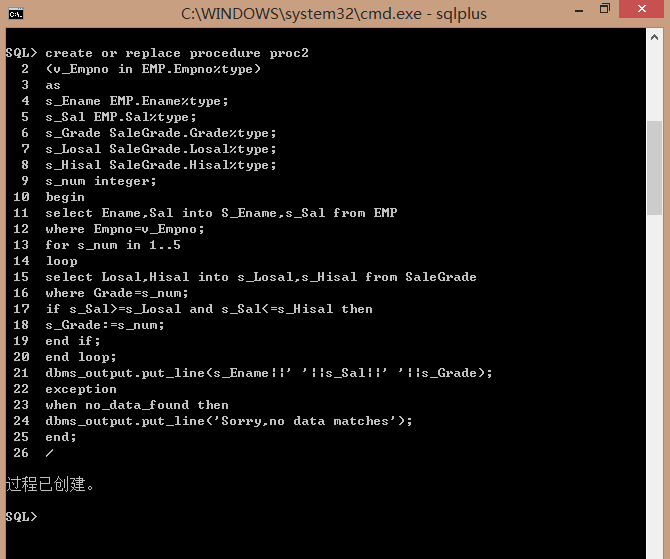 C:\WINDOWS\system32\cmd.exe - sqlplus
SQL> create or replace procedure proc2
2 (v_Empno in EMP.Empno%type)
3 as
4 s_Ename EMP.Ename%type;
5 s_Sal EMP.Sal%type;
6 s_Grade SaleGrade.Grade%type;
7 s_Losal SaleGrade.Losal%type;
8 s_Hisal SaleGrade.Hisal%type;
9 s_num integer;
10 begin
11 select Ename,Sal into S_Ename,s_Sal from EMP
12 where Empno=v_Empno;
13 for s_num in 1..5
14 loop
15 select Losal,Hisal into s_Losal,s_Hisal from SaleGrade
16 where Grade=s_num;
17 if s_Sal>=s_Losal and s_Sal<=s_Hisal then
18 s_Grade:=s_num;
19 end if;
20 end loop;
21 dbms_output.put_line(s_Ename||' '||s_Sal||' '||s_Grade);
22 exception
23 when no_data_found then
24 dbms_output.put_line('Sorry,no data matches');
25 end;
26 /
过程已创建。
SQL>